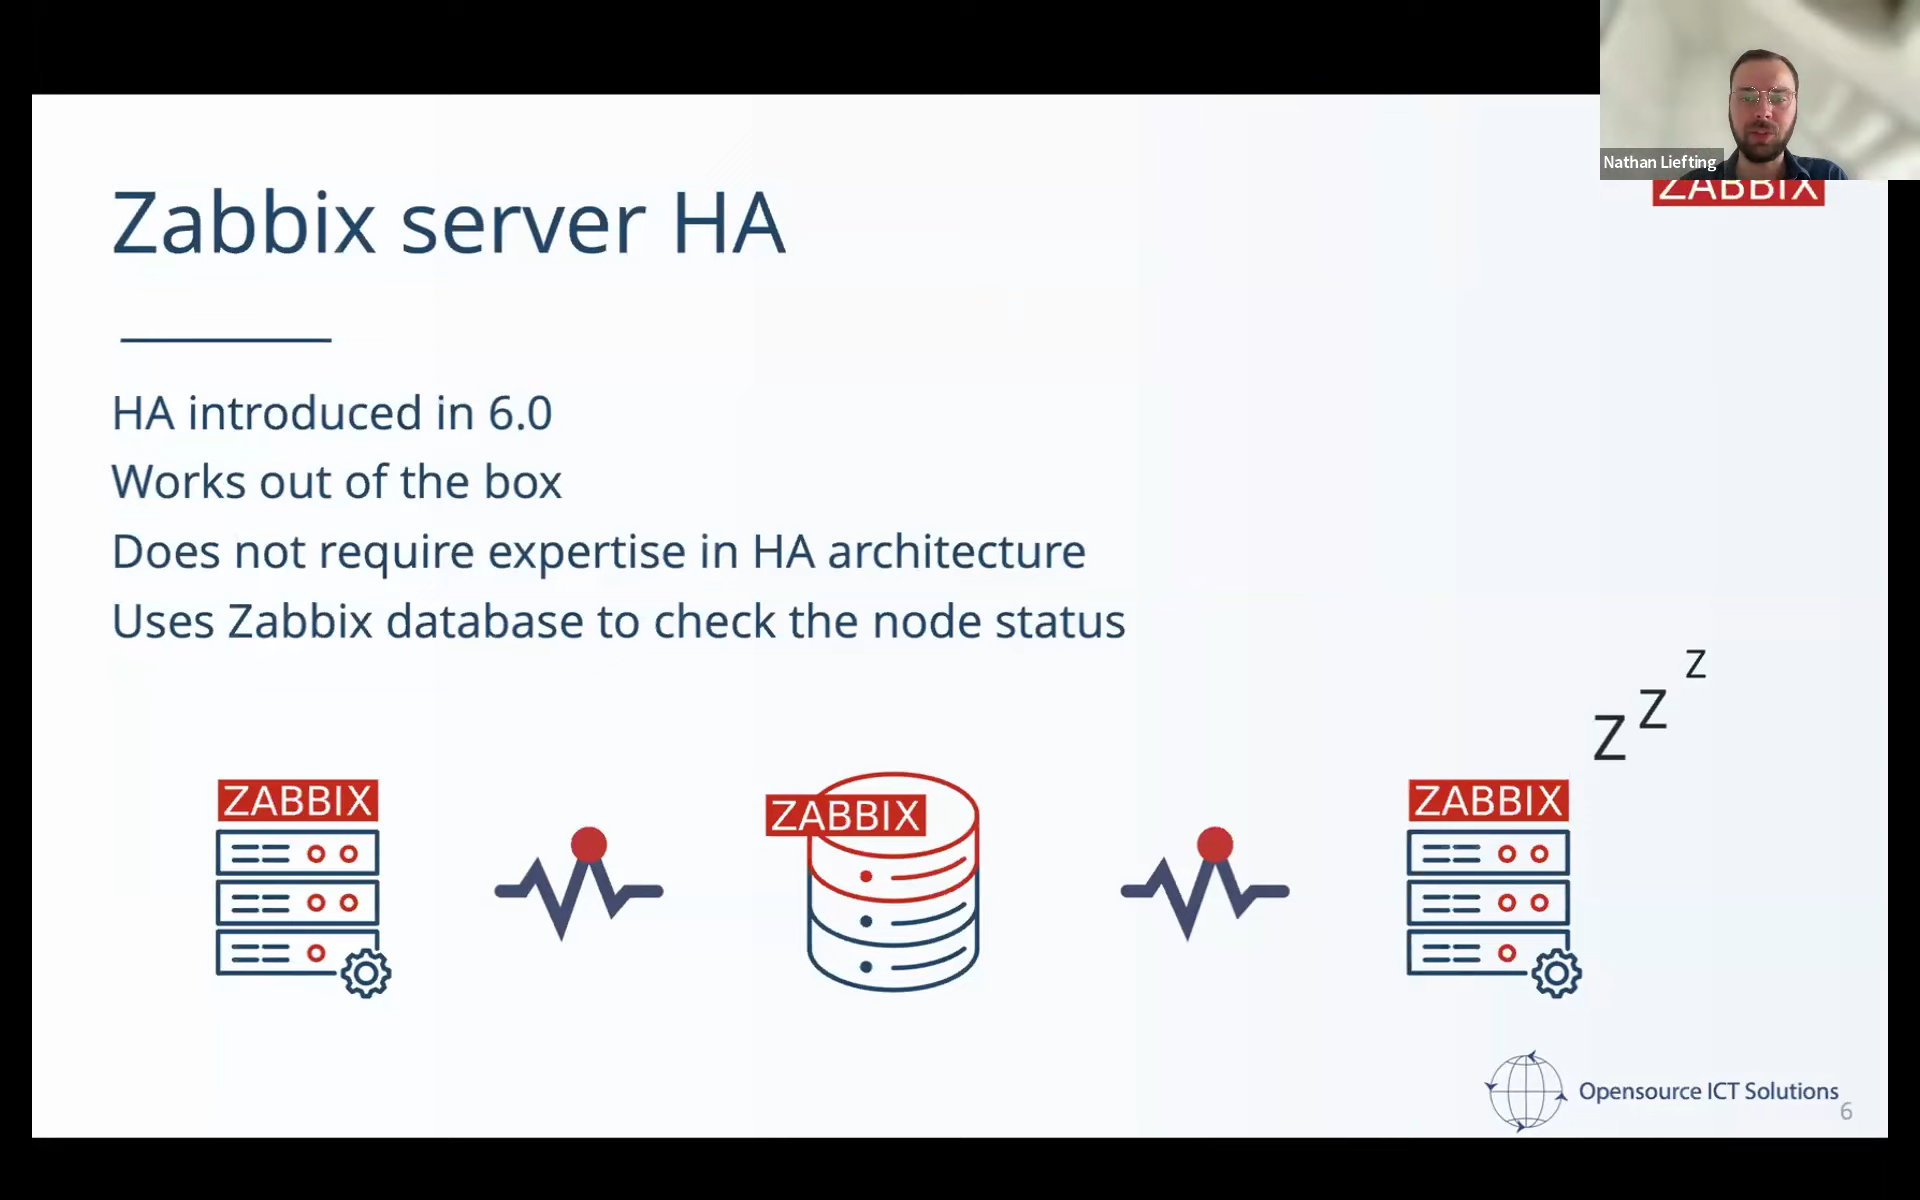 Nathan Liefting
ZABBIX
Zabbix server HA
HA introduced in 6.0
Works out of the box
Does not require expertise in HA architecture
Uses Zabbix database to check the node status
z
z
z
ZABBIX
ZABBIX
ZABBIX
Opensource ICT Solutions
6